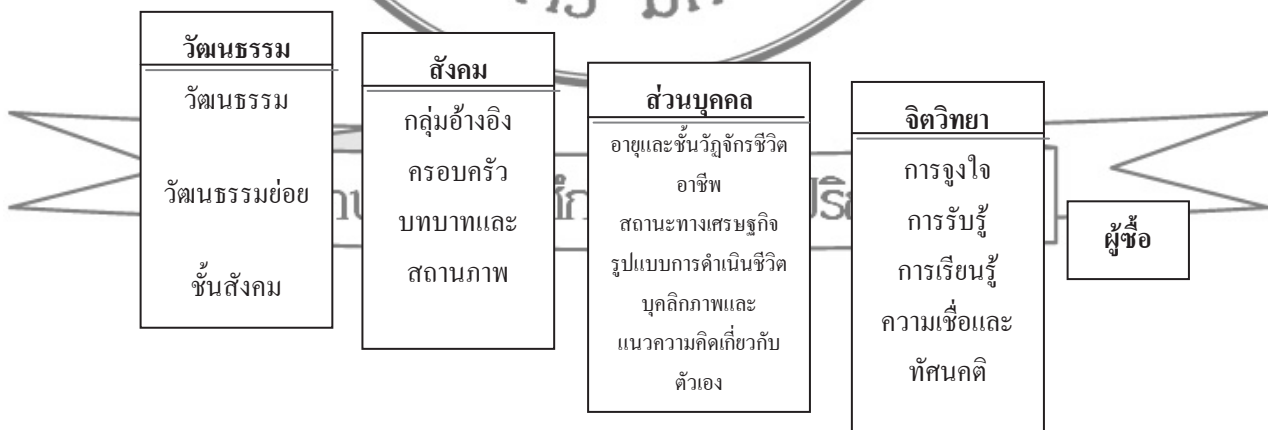 วัฒนธรรม
วัฒนธรรม
วัฒนธรรมย่อย
ชั้นสังคม
สังคม
กลุ่มอ้างอิง
ครอบครัว
บทบาทและ
สถานภาพ
ส่วนบุคคล
อายุและชั้นวัฏจักรชีวิต
อาชีพ
สถานะทางเศรษฐกิจ
รูปแบบการดำเนินชีวิต
บุคลิกภาพและ
แนวความคิดเกี่ยวกับ
ตัวเอง
จิตวิทยา
การจูงใจ
การรับรู้
การเรียนรู้
ความเชื่อและ
ทัศนคติ
ผู้ซื้อ